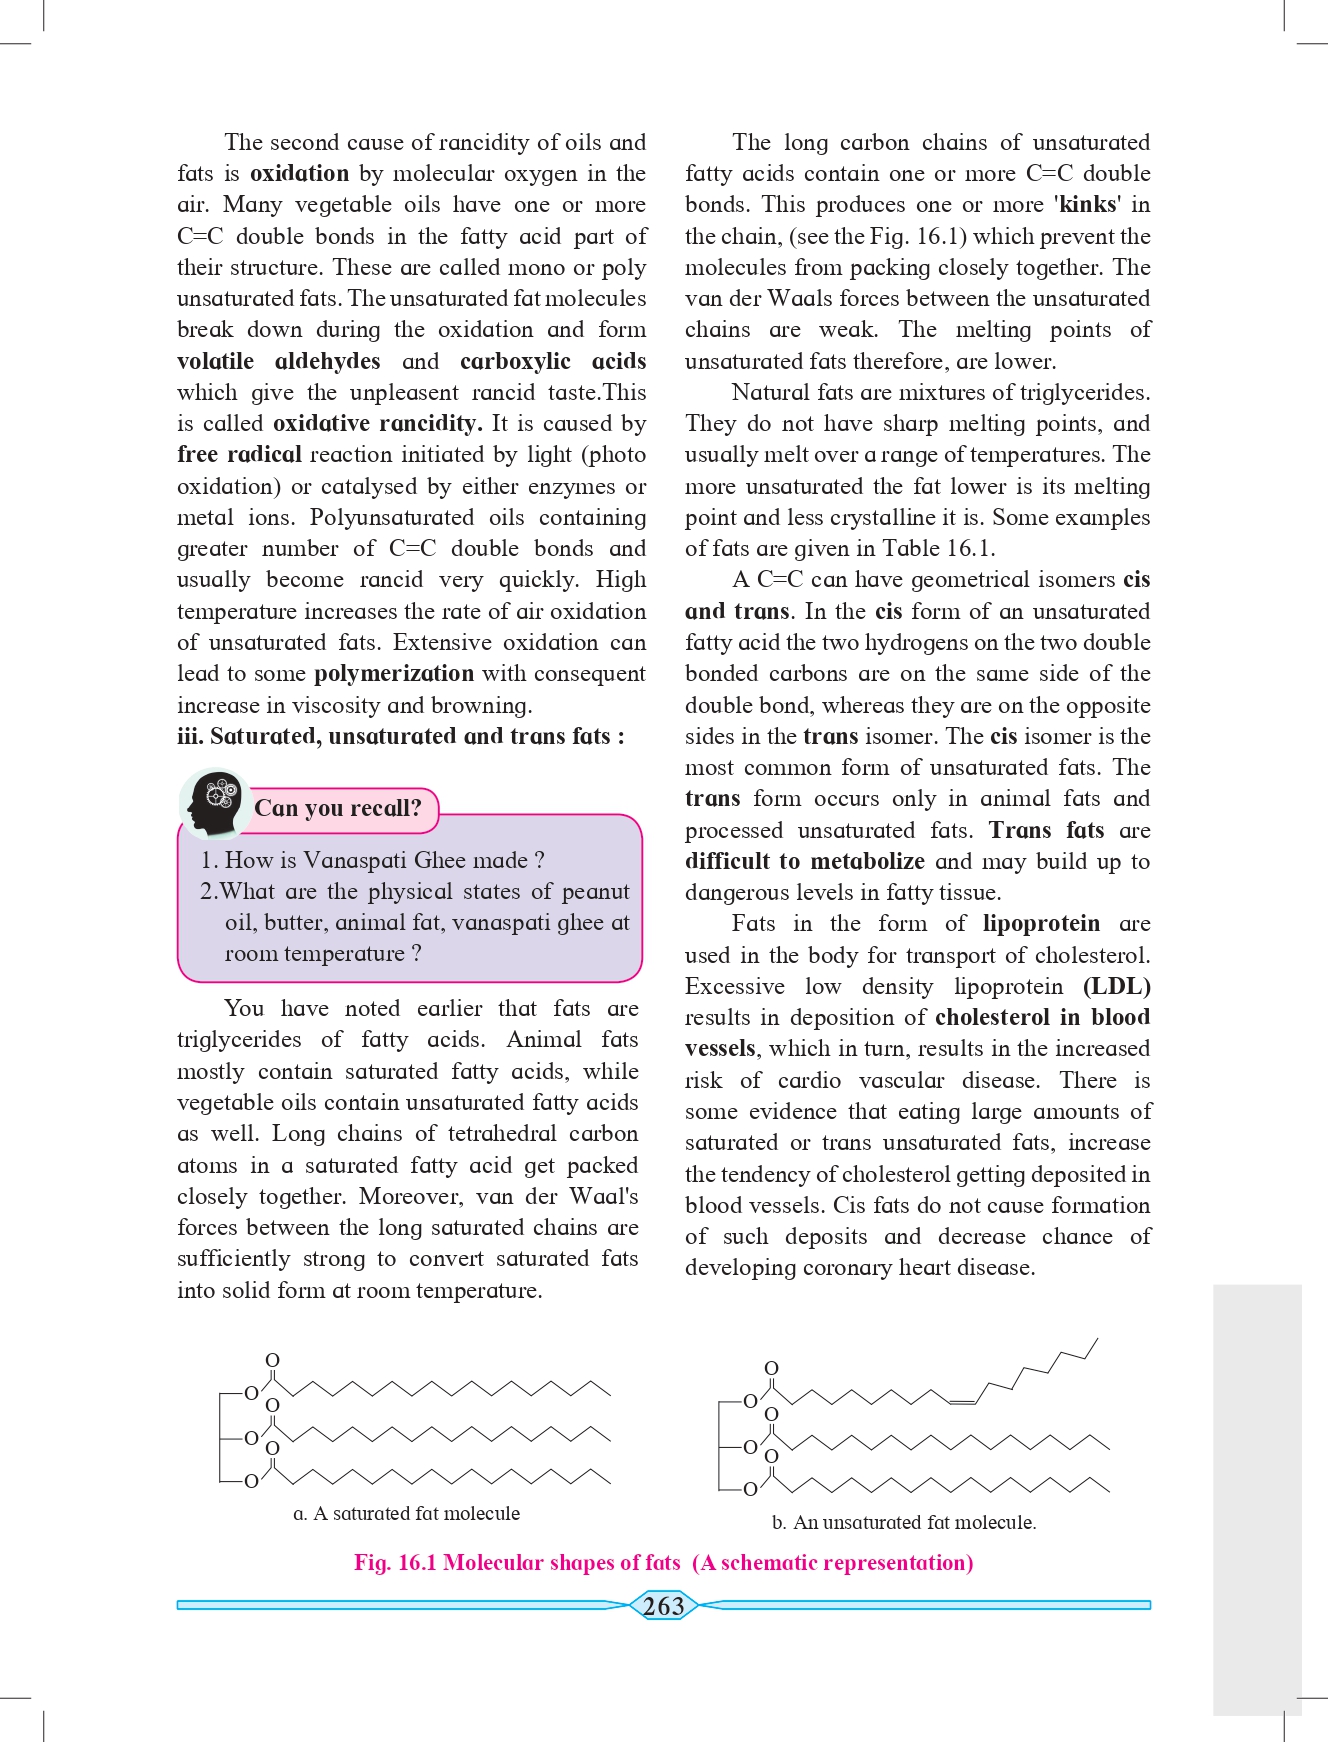 The second cause of rancidity of oils and
fats is oxidation by molecular oxygen in the
air. Many vegetable oils have one or more
C=C double bonds in the fatty acid part of
their structure. These are called mono or poly
unsaturated fats. The unsaturated fat molecules
break down during the oxidation and form
volatile aldehydes and carboxylic acids
which give the unpleasent rancid taste.This
is called oxidative rancidity. It is caused by
free radical reaction initiated by light (photo
oxidation) or catalysed by either enzymes or
metal ions. Polyunsaturated oils containing
greater number of C=C double bonds and
usually become rancid very quickly. High
temperature increases the rate of air oxidation
of unsaturated fats. Extensive oxidation can
lead to some polymerization with consequent
increase in viscosity and browning.
iii. Saturated, unsaturated and trans fats :
Can you recall?
1. How is Vanaspati Ghee made ?
2.What are the physical states of peanut
oil, butter, animal fat, vanaspati ghee at
room temperature ?
You have noted earlier that fats are
triglycerides of fatty acids. Animal fats
mostly contain saturated fatty acids, while
vegetable oils contain unsaturated fatty acids
as well. Long chains of tetrahedral carbon
atoms in a saturated fatty acid get packed
closely together. Moreover, van der Waal's
forces between the long saturated chains are
sufficiently strong to convert saturated fats
into solid form at room temperature.
The long carbon chains of unsaturated
fatty acids contain one or more C=C double
bonds. This produces one or more 'kinks' in
the chain, (see the Fig. 16.1) which prevent the
molecules from packing closely together. The
van der Waals forces between the unsaturated
chains are weak. The melting points of
unsaturated fats therefore, are lower.
Natural fats are mixtures of triglycerides.
They do not have sharp melting points, and
usually melt over a range of temperatures. The
more unsaturated the fat lower is its melting
point and less crystalline it is. Some examples
of fats are given in Table 16.1.
A C=C can have geometrical isomers cis
and trans. In the cis form of an unsaturated
fatty acid the two hydrogens on the two double
bonded carbons are on the same side of the
double bond, whereas they are on the opposite
sides in the trans isomer. The cis isomer is the
most common form of unsaturated fats. The
trans form occurs only in animal fats and
processed unsaturated fats. Trans fats are
difficult to metabolize and may build up to
dangerous levels in fatty tissue.
Fats in the form of lipoprotein are
used in the body for transport of cholesterol.
Excessive low density lipoprotein (LDL)
results in deposition of cholesterol in blood
vessels, which in turn, results in the increased
risk of cardio vascular disease. There is
some evidence that eating large amounts of
saturated or trans unsaturated fats, increase
the tendency of cholesterol getting deposited in
blood vessels. Cis fats do not cause formation
of such deposits and decrease chance of
developing coronary heart disease.
O
O
O
O
O
O
a. A saturated fat molecule
O
O
O
O
O
O
b. An unsaturated fat molecule.
Fig. 16.1 Molecular shapes of fats (A schematic representation)
263